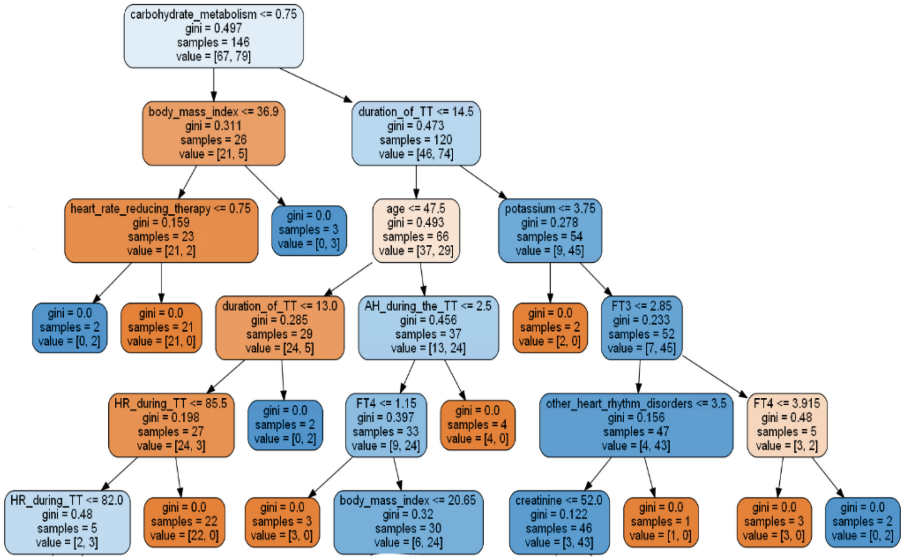 carbohydrate_metabolism <= 0.75
gini = 0.497
samples = 146
value = [67, 79]
body_mass_index <= 36.9
gini = 0.311
samples = 26
value = [21, 5]
duration_of_TT <= 14.5
gini = 0.473
samples = 120
value = [46, 74]
heart_rate_reducing_therapy <= 0.75
gini = 0.159
samples = 23
value = [21, 2]
gini = 0.0
samples = 3
value = [0, 3]
age <= 47.5
gini = 0.493
samples = 66
value = [37, 29]
potassium <= 3.75
gini = 0.278
samples = 54
value = [9, 45]
gini = 0.0
samples = 2
value = [0, 2]
gini = 0.0
samples = 21
value = [21, 0]
duration_of_TT <= 13.0
gini = 0.285
samples = 29
value = [24, 5]
AH_during_the_TT <= 2.5
gini = 0.456
samples = 37
value = [13, 24]
gini = 0.0
samples = 2
value = [2, 0]
FT3 <= 2.85
gini = 0.233
samples = 52
value = [7, 45]
HR_during_TT <= 85.5
gini = 0.198
samples = 27
value = [24, 3]
gini = 0.0
samples = 2
value = [0, 2]
FT4 <= 1.15
gini = 0.397
samples = 33
value = [9, 24]
gini = 0.0
samples = 4
value = [4, 0]
other_heart_rhythm_disorders <= 3.5
gini = 0.156
samples = 47
value = [4, 43]
FT4 <= 3.915
gini = 0.48
samples = 5
value = [3, 2]
HR_during_TT <= 82.0
gini = 0.48
samples = 5
value = [2, 3]
gini = 0.0
samples = 22
value = [22, 0]
gini = 0.0
samples = 3
value = [3, 0]
body_mass_index <= 20.65
gini = 0.32
samples = 30
value = [6, 24]
creatinine <= 52.0
gini = 0.122
samples = 46
value = [3, 43]
gini = 0.0
samples = 1
value = [1, 0]
gini = 0.0
samples = 3
value = [3, 0]
gini = 0.0
samples = 2
value = [0, 2]